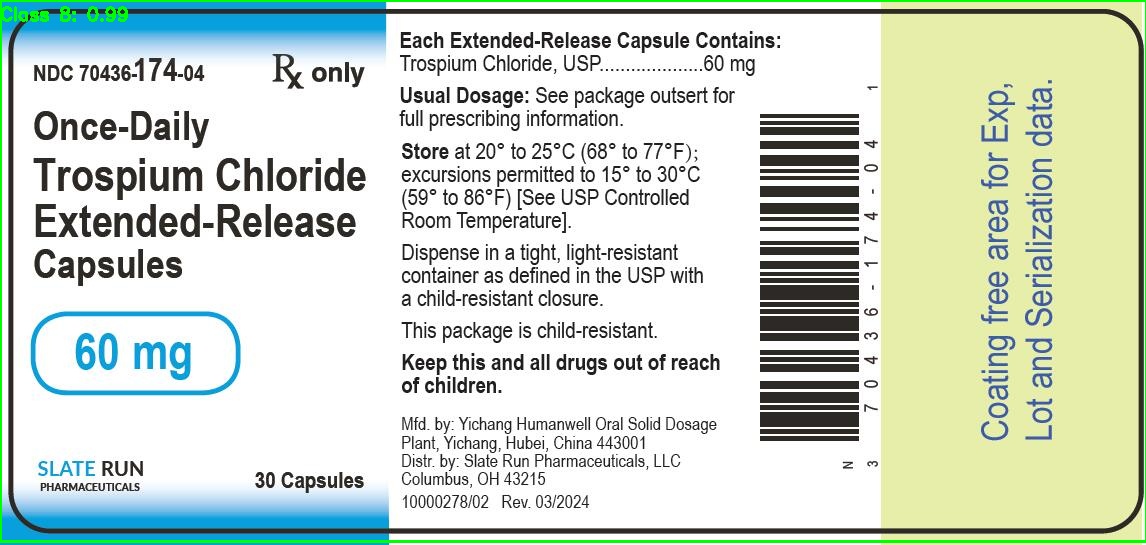 Class 8: 0.99
NDC 70436-174-04
Rx only
Once-Daily
Trospium Chloride
Extended-Release
Capsules
60 mg
SLATE RUN
PHARMACEUTICALS
30 Capsules
Each Extended-Release Capsule Contains:
Trospium Chloride, USP....................60 mg
Usual Dosage: See package outsert for
full prescribing information.
Store at 20° to 25°C (68° to 77°F);
excursions permitted to 15° to 30°C
(59° to 86°F) [See USP Controlled
Room Temperature].
Dispense in a tight, light-resistant
container as defined in the USP with
a child-resistant closure.
This package is child-resistant.
Keep this and all drugs out of reach
of children.
Mfd. by: Yichang Humanwell Oral Solid Dosage
Plant, Yichang, Hubei, China 443001
Distr. by: Slate Run Pharmaceuticals, LLC
Columbus, OH 43215
10000278/02 Rev. 03/2024
N
3 70436-174-04 1
Coating free area for Exp,
Lot and Serialization data.